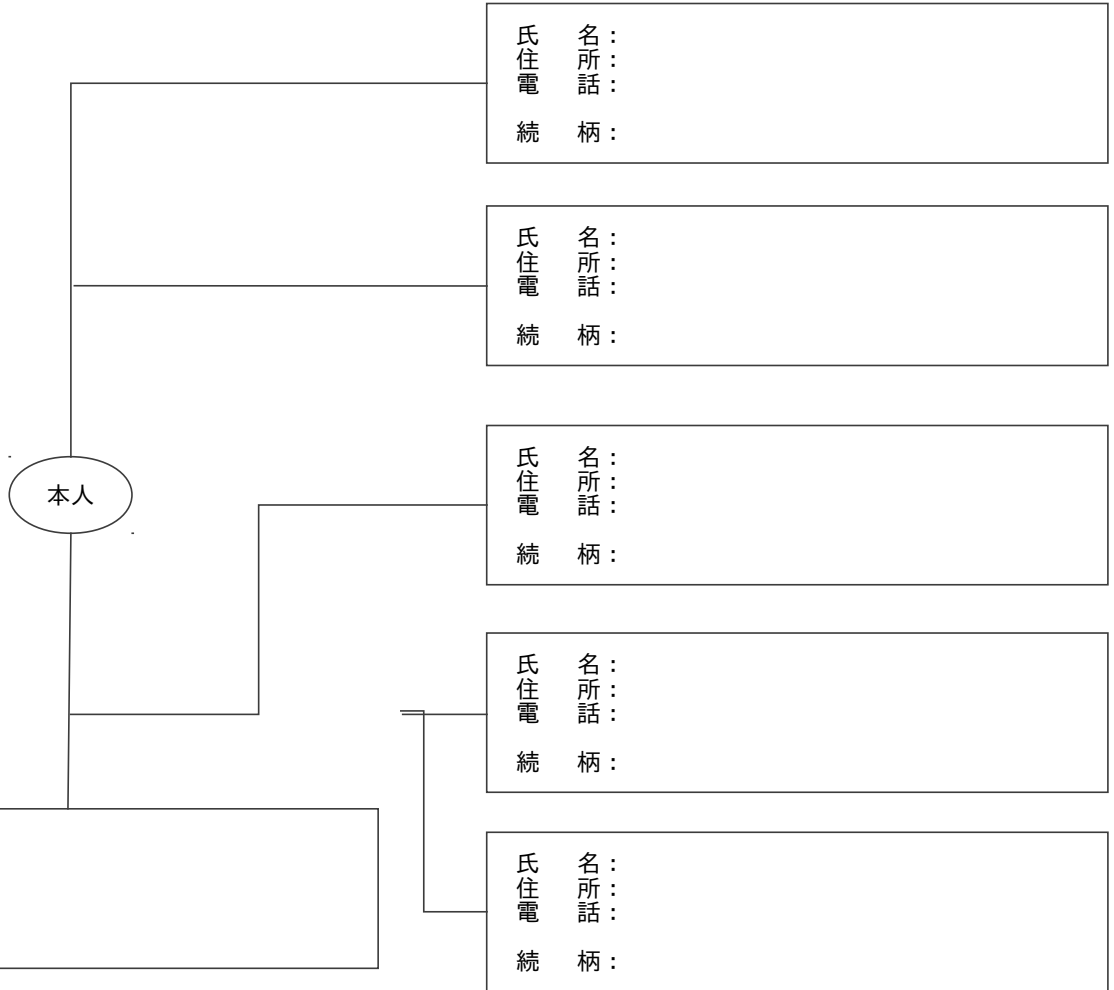 氏　名：
住　所：
電　話：
続　柄：
氏　名：
住　所：
電　話：
続　柄：
本人
氏　名：
住　所：
電　話：
続　柄：
氏　名：
住　所：
電　話：
続　柄：
氏　名：
住　所：
電　話：
続　柄：